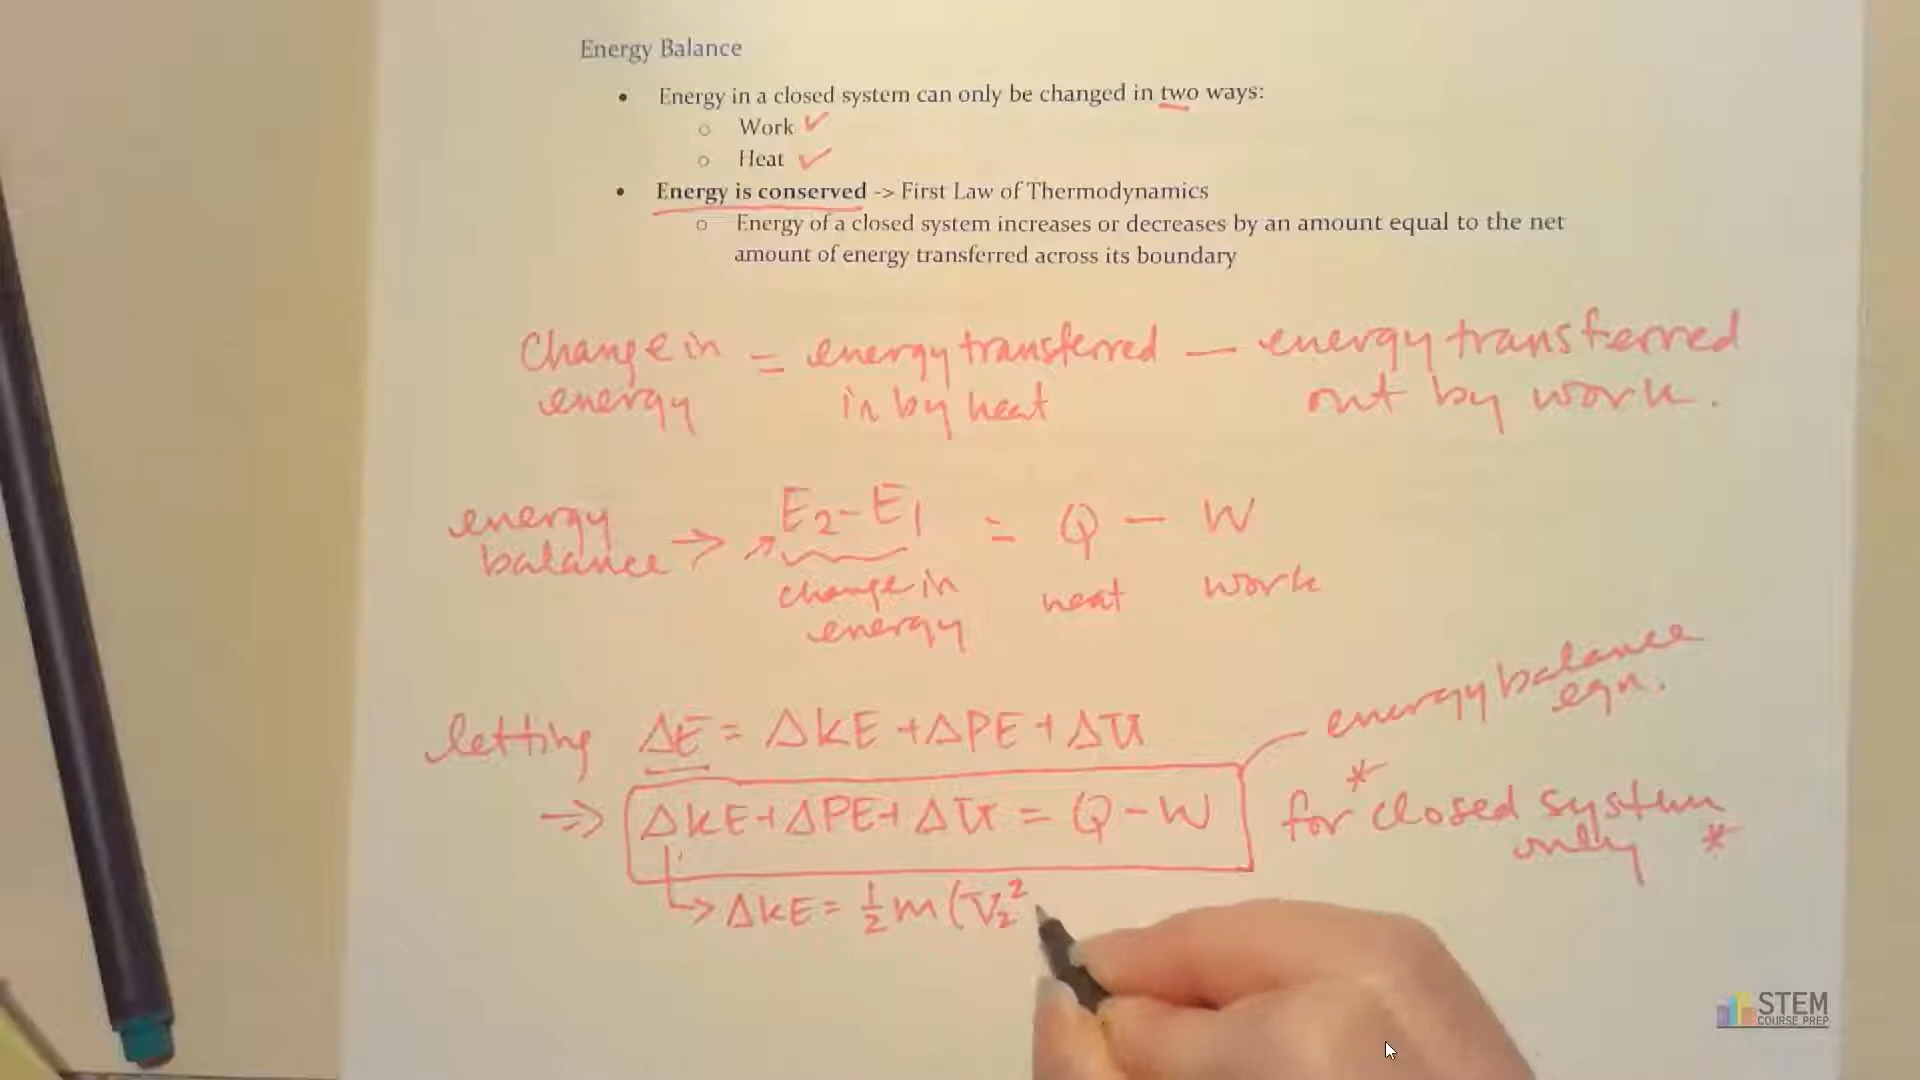 Energy Balance
• Energy in a closed system can only be changed in two ways:
○ Work ✓
○ Heat ✓
• Energy is conserved -> First Law of Thermodynamics
○ Energy of a closed system increases or decreases by an amount equal to the net
amount of energy transferred across its boundary
Change in = energy transferred — energy transferred
energy in by heat out by work.
energy balance → E₂-E₁ = Q - W
change in energy heat work
energy balance eqn.
letting ΔE = ΔKE + ΔPE + ΔU
⇒ ΔKE + ΔPE + ΔU = Q - W
* for closed system only *
↳ ΔKE = ½ m (V₂²
STEM
COURSE PREP